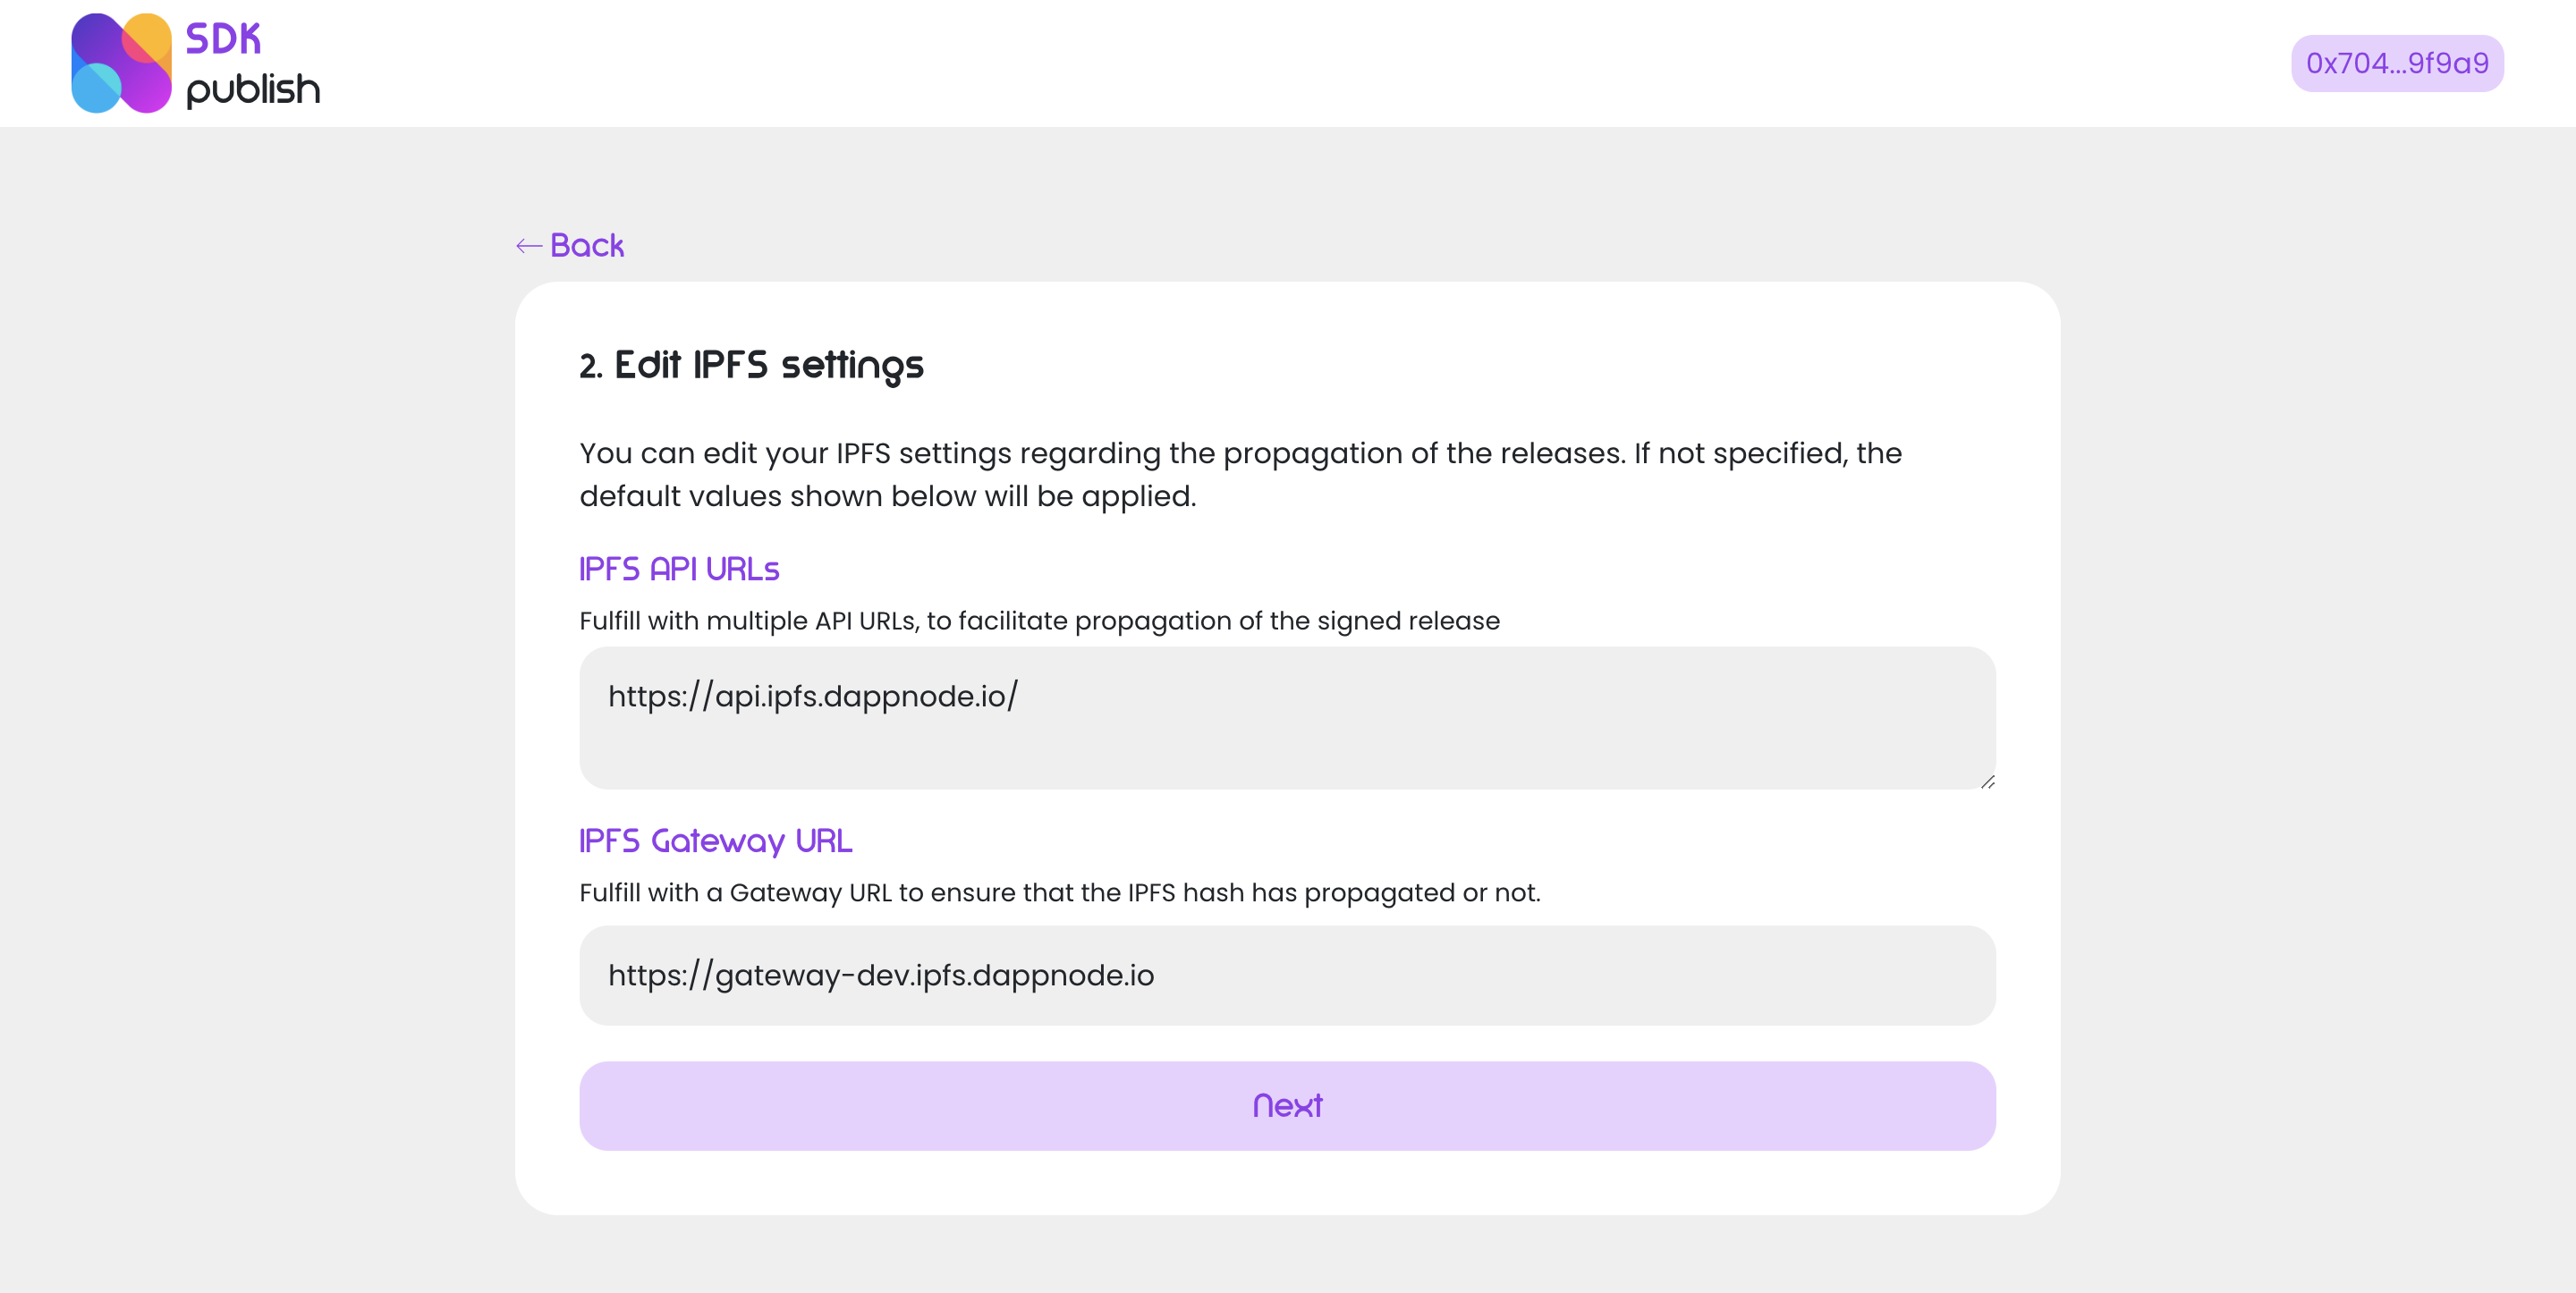 SDK
publish
0x704...9f9a9
← Back
2. Edit IPFS settings
You can edit your IPFS settings regarding the propagation of the releases. If not specified, the
default values shown below will be applied.
IPFS API URLs
Fulfill with multiple API URLs, to facilitate propagation of the signed release
https://api.ipfs.dappnode.io/
IPFS Gateway URL
Fulfill with a Gateway URL to ensure that the IPFS hash has propagated or not.
https://gateway-dev.ipfs.dappnode.io
Next